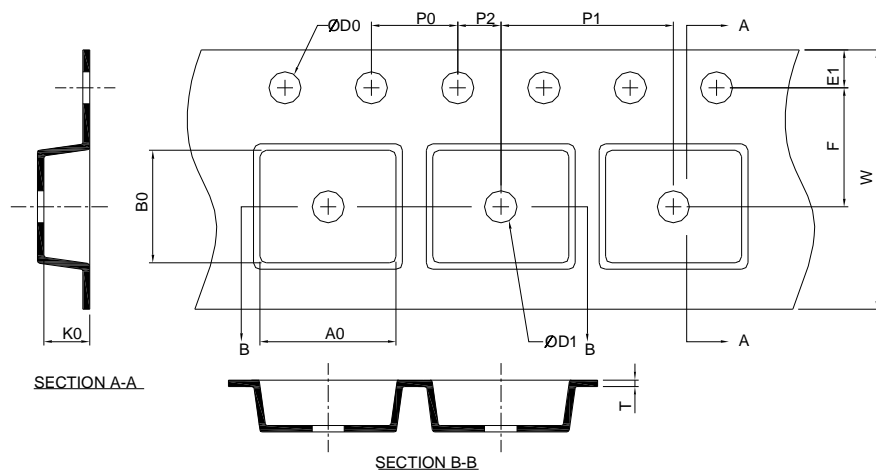 ØD0
P0
P2
P1
A
E1
F
W
B0
K0
B
A0
ØD1
B
A
SECTION A-A
T
SECTION B-B